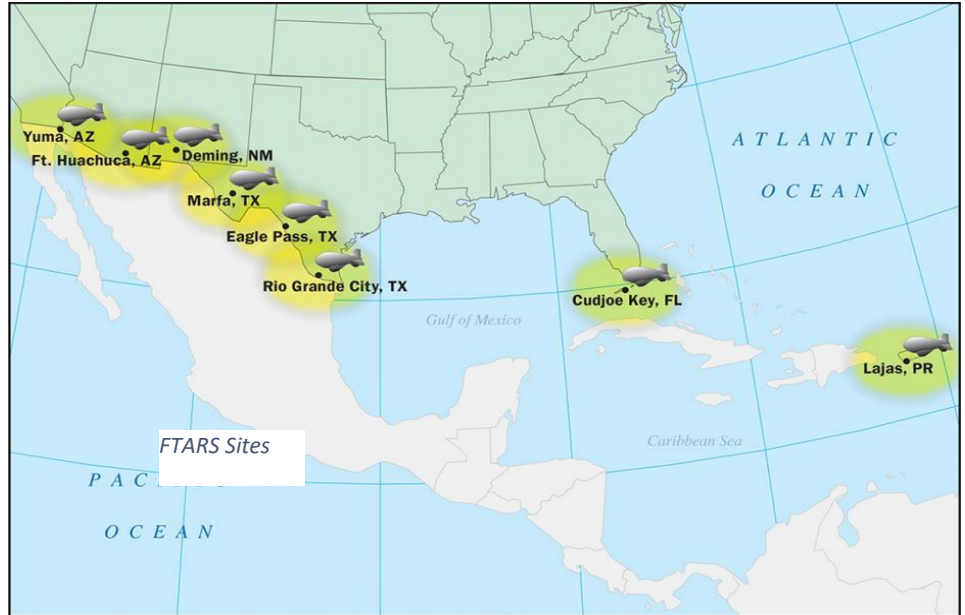 ATLANTIC
OCEAN
Yuma, AZ
Ft. Huachuca, AZ
Deming, NM
Marfa, TX
Eagle Pass, TX
Rio Grande City, TX
Cudjoe Key, FL
Gulf of Mexico
Lajas, PR
Caribbean Sea
FTARS Sites
PAC
OCEAN